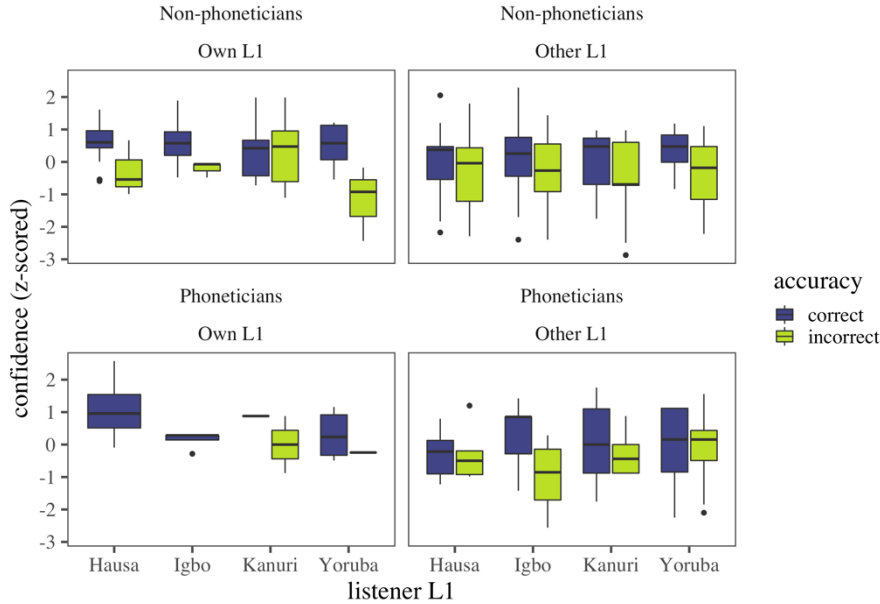 Non-phoneticians
Own L1
Non-phoneticians
Other L1
2
1
0
-1
-2
-3
Phoneticians
Own L1
Phoneticians
Other L1
2
1
0
-1
-2
-3
confidence (z-scored)
Hausa Igbo Kanuri Yoruba
Hausa Igbo Kanuri Yoruba
listener L1
accuracy
correct
incorrect